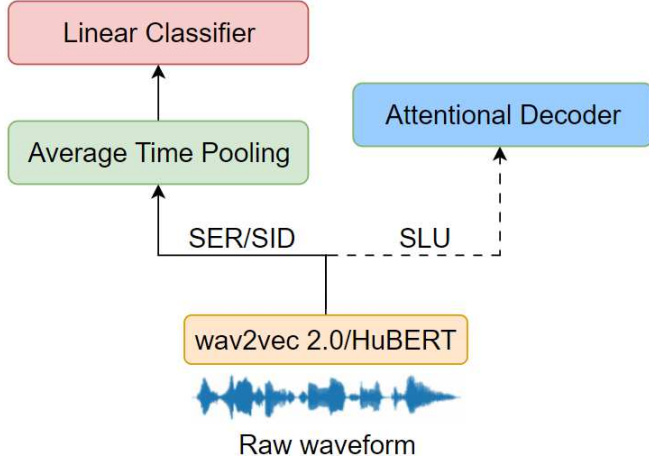 Linear Classifier
Attentional Decoder
Average Time Pooling
SER/SID
SLU
wav2vec 2.0/HuBERT
Raw waveform